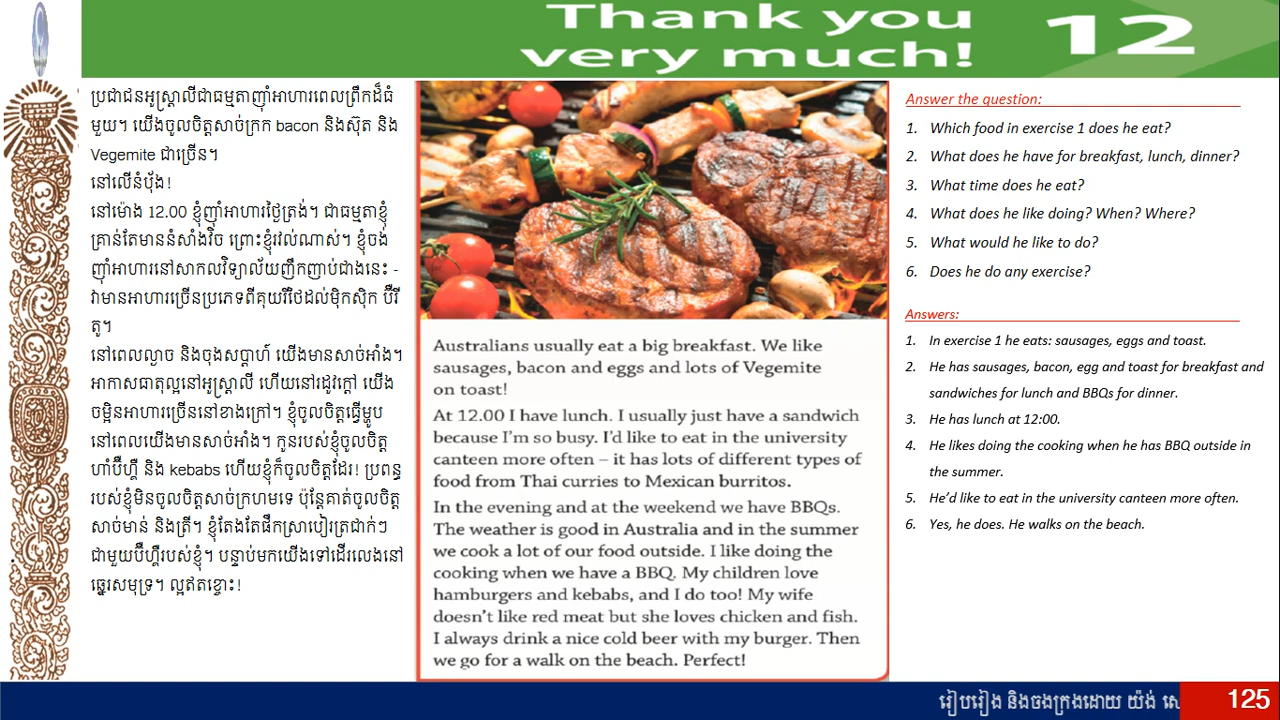 Thank you
very much!
12
ប្រជាជនអូស្ត្រាលីជាធម្មតាញ៉ាំអាហារពេលព្រឹកដ៏ធំ
មួយ។ យើងចូលចិត្តសាច់ក្រក bacon និងស៊ុត និង
Vegemite ជាច្រើន។
នៅលើនំប៉័ង!
នៅម៉ោង 12.00 ខ្ញុំញ៉ាំអាហារថ្ងៃត្រង់។ ជាធម្មតាខ្ញុំ
គ្រាន់តែមាននំសាំងវិច ព្រោះខ្ញុំរវល់ណាស់។ ខ្ញុំចង់
ញ៉ាំអាហារនៅសាកលវិទ្យាល័យញឹកញាប់ជាងនេះ -
វាមានអាហារច្រើនប្រភេទពីគុយរីថៃដល់ម៉ិកស៊ិក ប៊ឺរី
តូ។
នៅពេលល្ងាច និងចុងសប្តាហ៍ យើងមានសាច់អាំង។
អាកាសធាតុល្អនៅអូស្ត្រាលី ហើយនៅរដូវក្តៅ យើង
ចម្អិនអាហារច្រើននៅខាងក្រៅ។ ខ្ញុំចូលចិត្តធ្វើម្ហូប
នៅពេលយើងមានសាច់អាំង។ កូនរបស់ខ្ញុំចូលចិត្ត
ហាំប៊ឺហ្គឺ និង kebabs ហើយខ្ញុំក៏ចូលចិត្តដែរ! ប្រពន្ធ
របស់ខ្ញុំមិនចូលចិត្តសាច់ក្រហមទេ ប៉ុន្តែគាត់ចូលចិត្ត
សាច់មាន់ និងត្រី។ ខ្ញុំតែងតែផឹកស្រាបៀរត្រជាក់ៗ
ជាមួយប៊ឺហ្គឺរបស់ខ្ញុំ។ បន្ទាប់មកយើងទៅដើរលេងនៅ
ឆ្នេរសមុទ្រ។ ល្អឥតខ្ចោះ!
Australians usually eat a big breakfast. We like
sausages, bacon and eggs and lots of Vegemite
on toast!
At 12.00 I have lunch. I usually just have a sandwich
because I'm so busy. I'd like to eat in the university
canteen more often – it has lots of different types of
food from Thai curries to Mexican burritos.
In the evening and at the weekend we have BBQs.
The weather is good in Australia and in the summer
we cook a lot of our food outside. I like doing the
cooking when we have a BBQ. My children love
hamburgers and kebabs, and I do too! My wife
doesn't like red meat but she loves chicken and fish.
I always drink a nice cold beer with my burger. Then
we go for a walk on the beach. Perfect!
Answer the question:
1. Which food in exercise 1 does he eat?
2. What does he have for breakfast, lunch, dinner?
3. What time does he eat?
4. What does he like doing? When? Where?
5. What would he like to do?
6. Does he do any exercise?
Answers:
1. In exercise 1 he eats: sausages, eggs and toast.
2. He has sausages, bacon, egg and toast for breakfast and
sandwiches for lunch and BBQs for dinner.
3. He has lunch at 12:00.
4. He likes doing the cooking when he has BBQ outside in
the summer.
5. He'd like to eat in the university canteen more often.
6. Yes, he does. He walks on the beach.
រៀបរៀង និងចងក្រងដោយ យ៉ង់
125